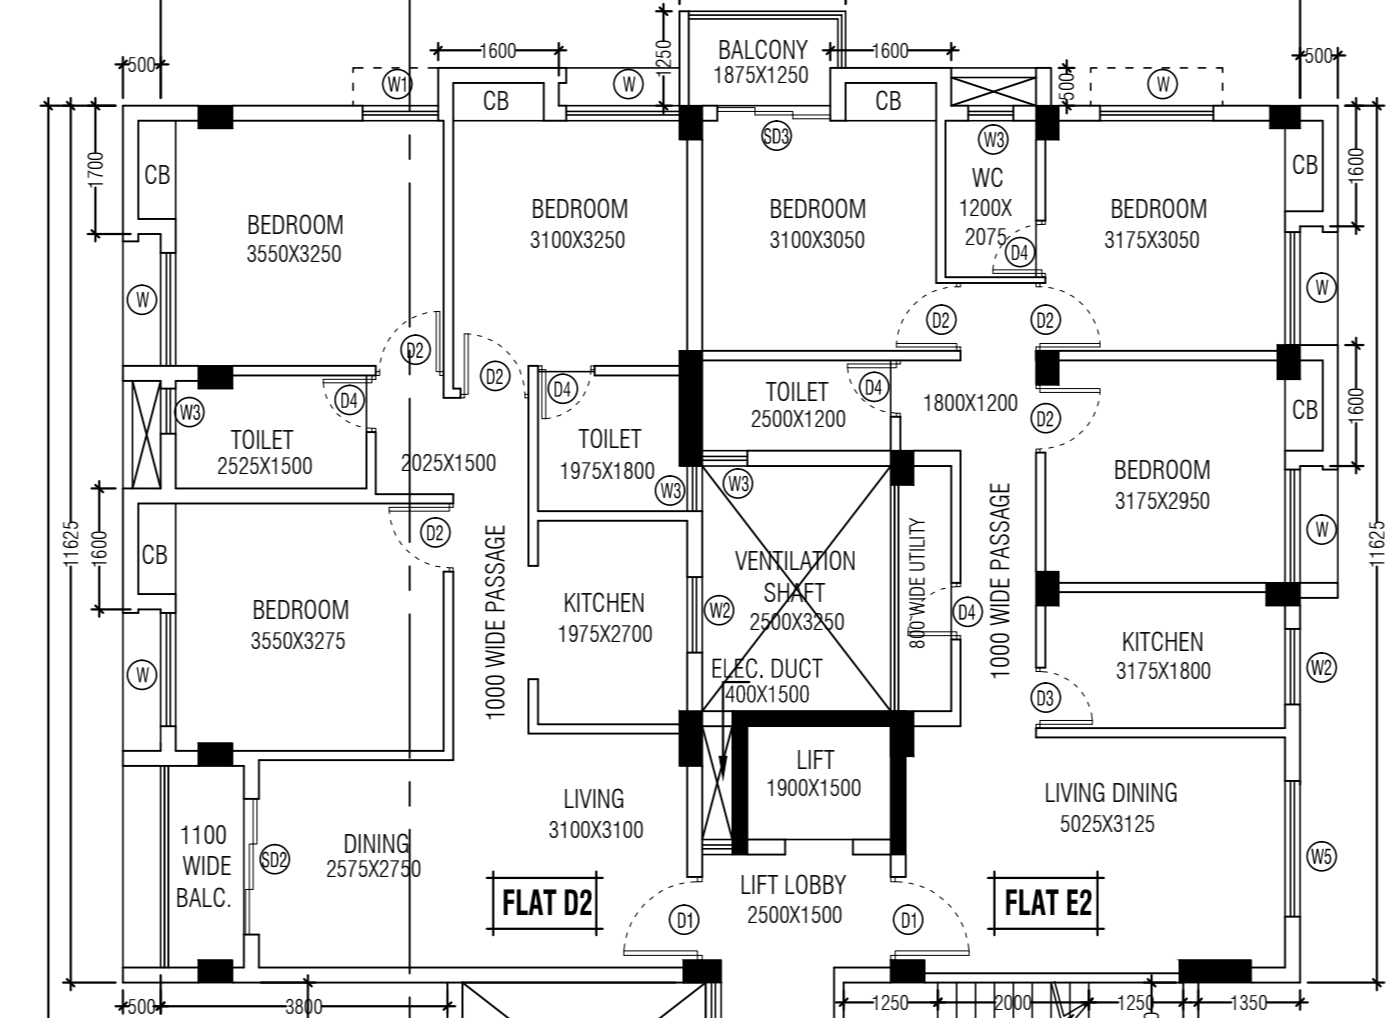 1600
1250
BALCONY
1875X1250
1600
500
500
W1
W
500
W
CB
CB
SD3
W3
1700
CB
BEDROOM
3550X3250
BEDROOM
3100X3250
BEDROOM
3100X3050
WC
1200X
2075
D4
BEDROOM
3175X3050
CB
1600
W
W
D2
D2
D2
D2
D4
D4
D4
W3
TOILET
2525X1500
2025X1500
TOILET
1975X1800
W3
TOILET
2500X1200
W3
1800X1200
D2
CB
1600
BEDROOM
3175X2950
W
11625
1600
CB
D2
1000 WIDE PASSAGE
VENTILATION
SHAFT
2500X3250
800 WIDE UTILITY
1000 WIDE PASSAGE
11625
BEDROOM
3550X3275
KITCHEN
1975X2700
W2
D4
KITCHEN
3175X1800
W2
W
ELEC. DUCT
400X1500
D3
LIFT
1900X1500
LIVING
3100X3100
LIVING DINING
5025X3125
1100
WIDE
BALC.
SD2
DINING
2575X2750
W5
FLAT D2
LIFT LOBBY
2500X1500
FLAT E2
D1
D1
500
3800
1250
2000
1250
1350